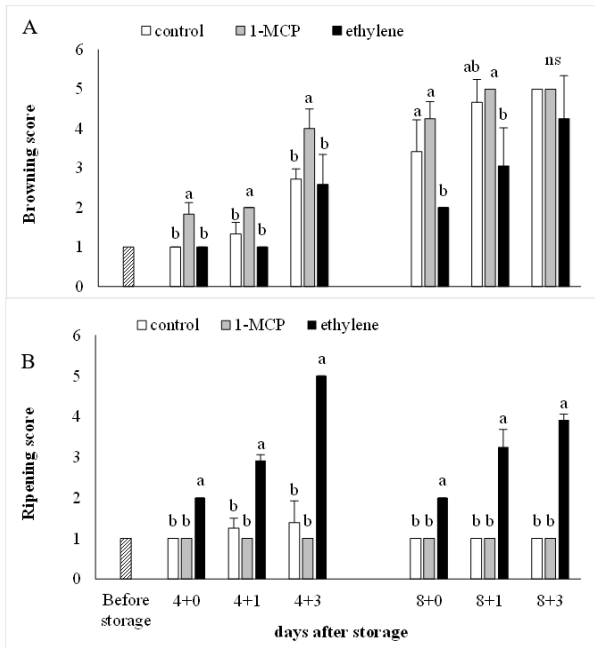 A
control 1-MCP ethylene
Browning score
6
5
4
3
2
1
0
b a b
b a b
b a b
a a b
ab a b
ns
B
control 1-MCP ethylene
Ripening score
6
5
4
3
2
1
0
b b a
b b a
b b a
b b a
b b a
b b a
Before storage 4+0 4+1 4+3 8+0 8+1 8+3
days after storage